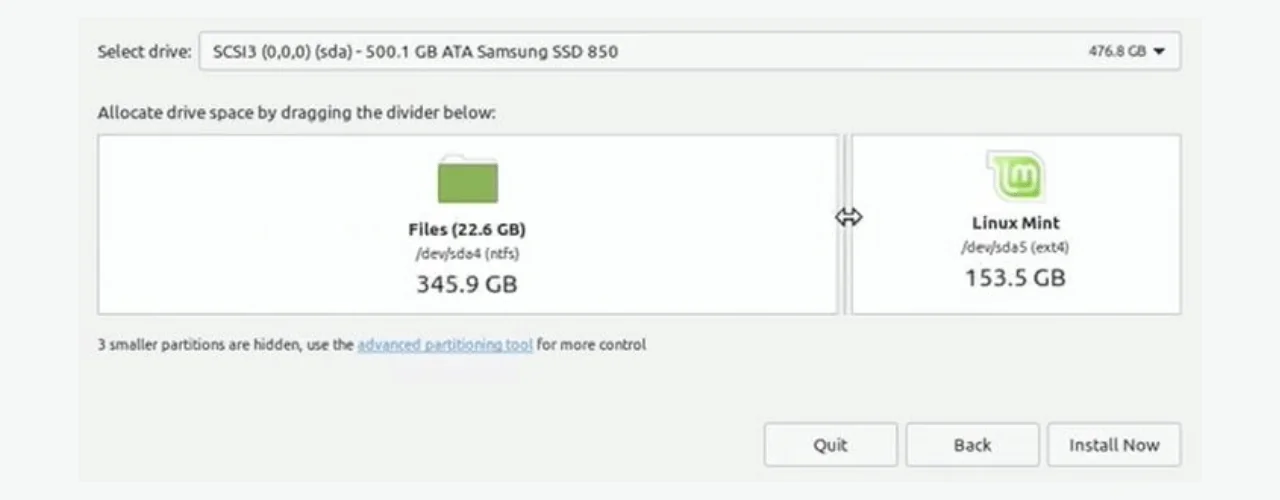 Select drive: SCSI3 (0,0,0) (sda) - 500.1 GB ATA Samsung SSD 850 476.8 GB
Allocate drive space by dragging the divider below:
Files (22.6 GB)
/dev/sda4 (ntfs)
345.9 GB
Linux Mint
/dev/sda5 (ext4)
153.5 GB
3 smaller partitions are hidden, use the advanced partitioning tool for more control
Quit Back Install Now